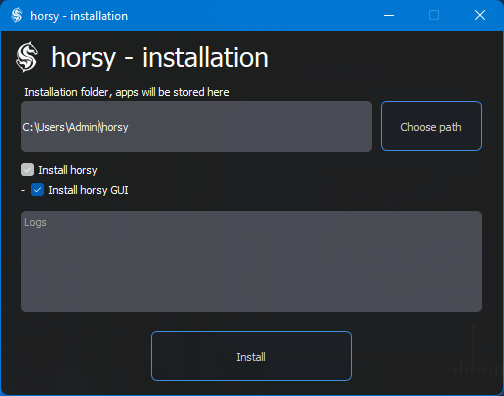 horsy - installation
horsy - installation
Installation folder, apps will be stored here
C:\Users\Admin\horsy
Choose path
Install horsy
- Install horsy GUI
Logs
Install